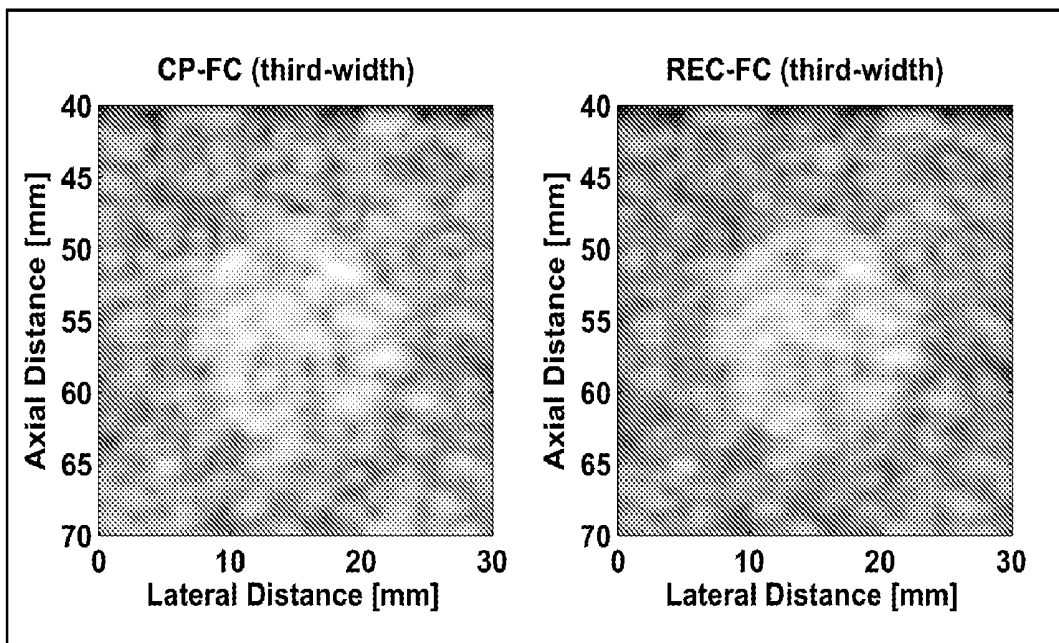 CP-FC (third-width)
40
45
50
55
60
65
70
Axial Distance [mm]
0 10 20 30
Lateral Distance [mm]
REC-FC (third-width)
40
45
50
55
60
65
70
Axial Distance [mm]
0 10 20 30
Lateral Distance [mm]